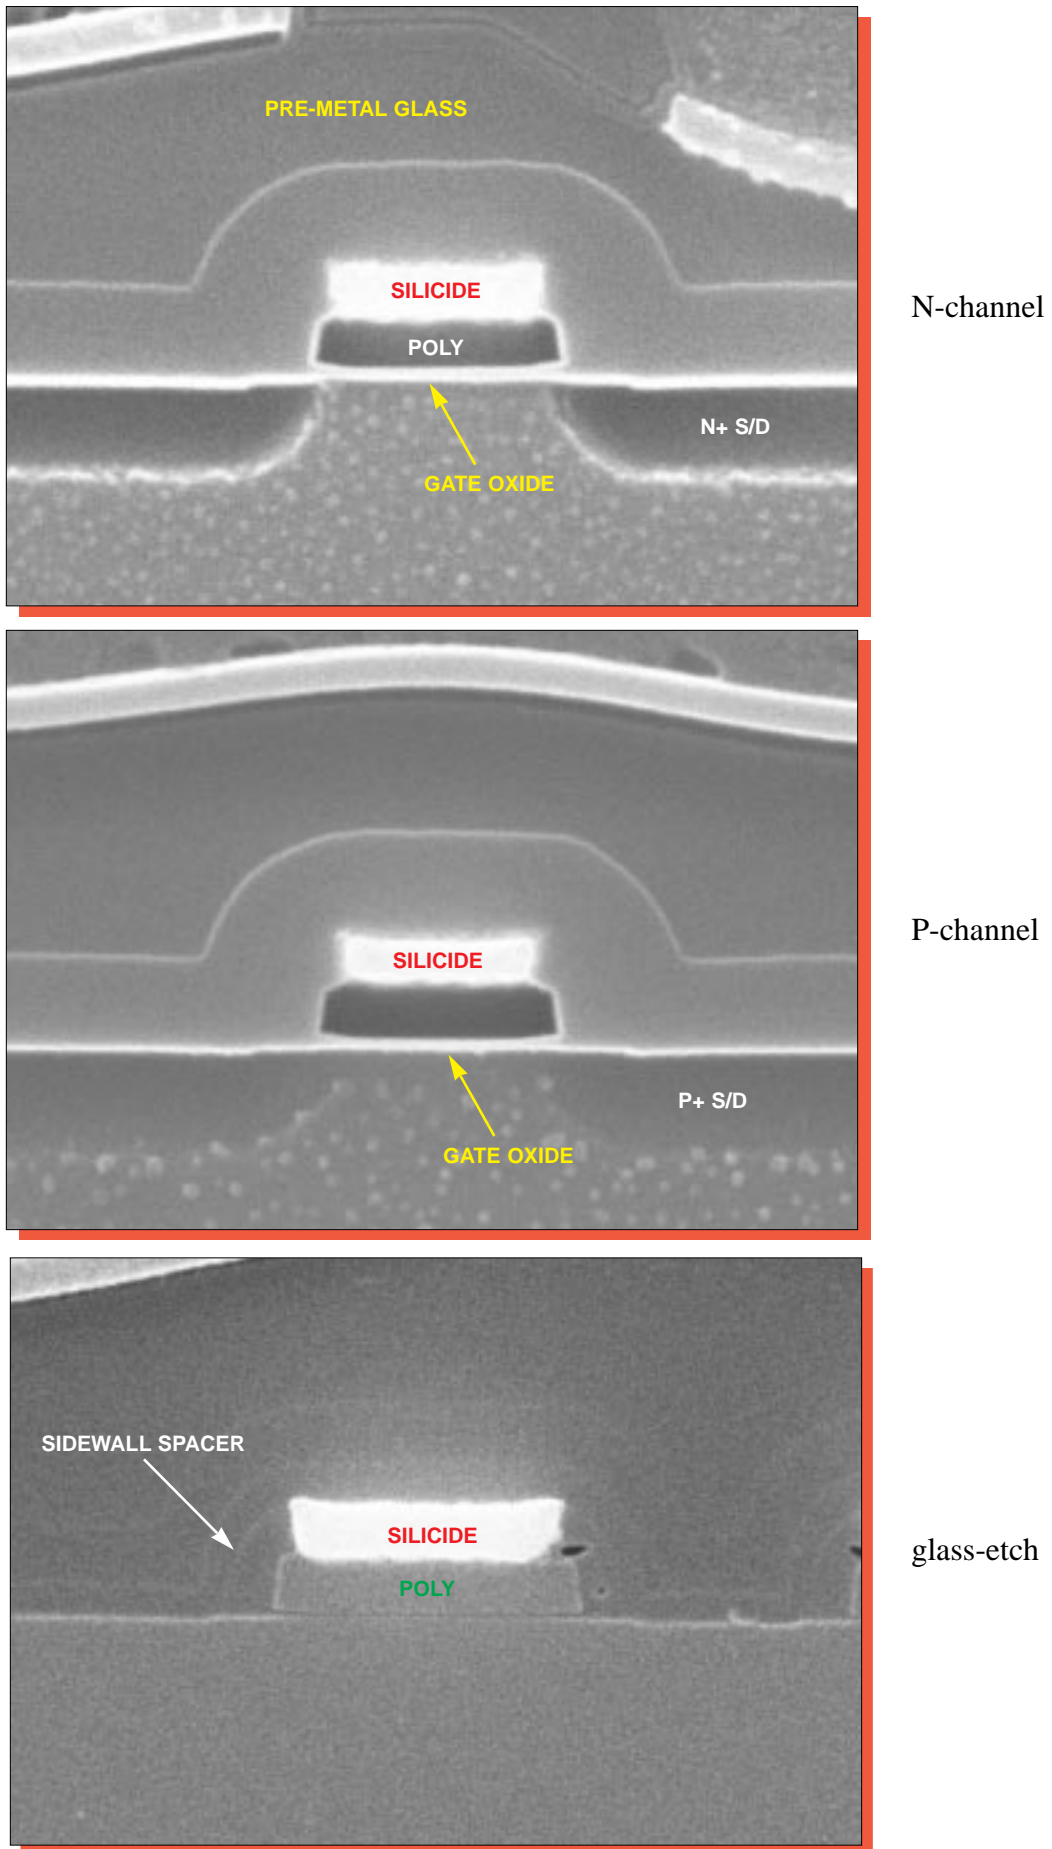 PRE-METAL GLASS
SILICIDE
POLY
N+ S/D
GATE OXIDE
N-channel
SILICIDE
P+ S/D
GATE OXIDE
P-channel
SIDEWALL SPACER
SILICIDE
POLY
glass-etch